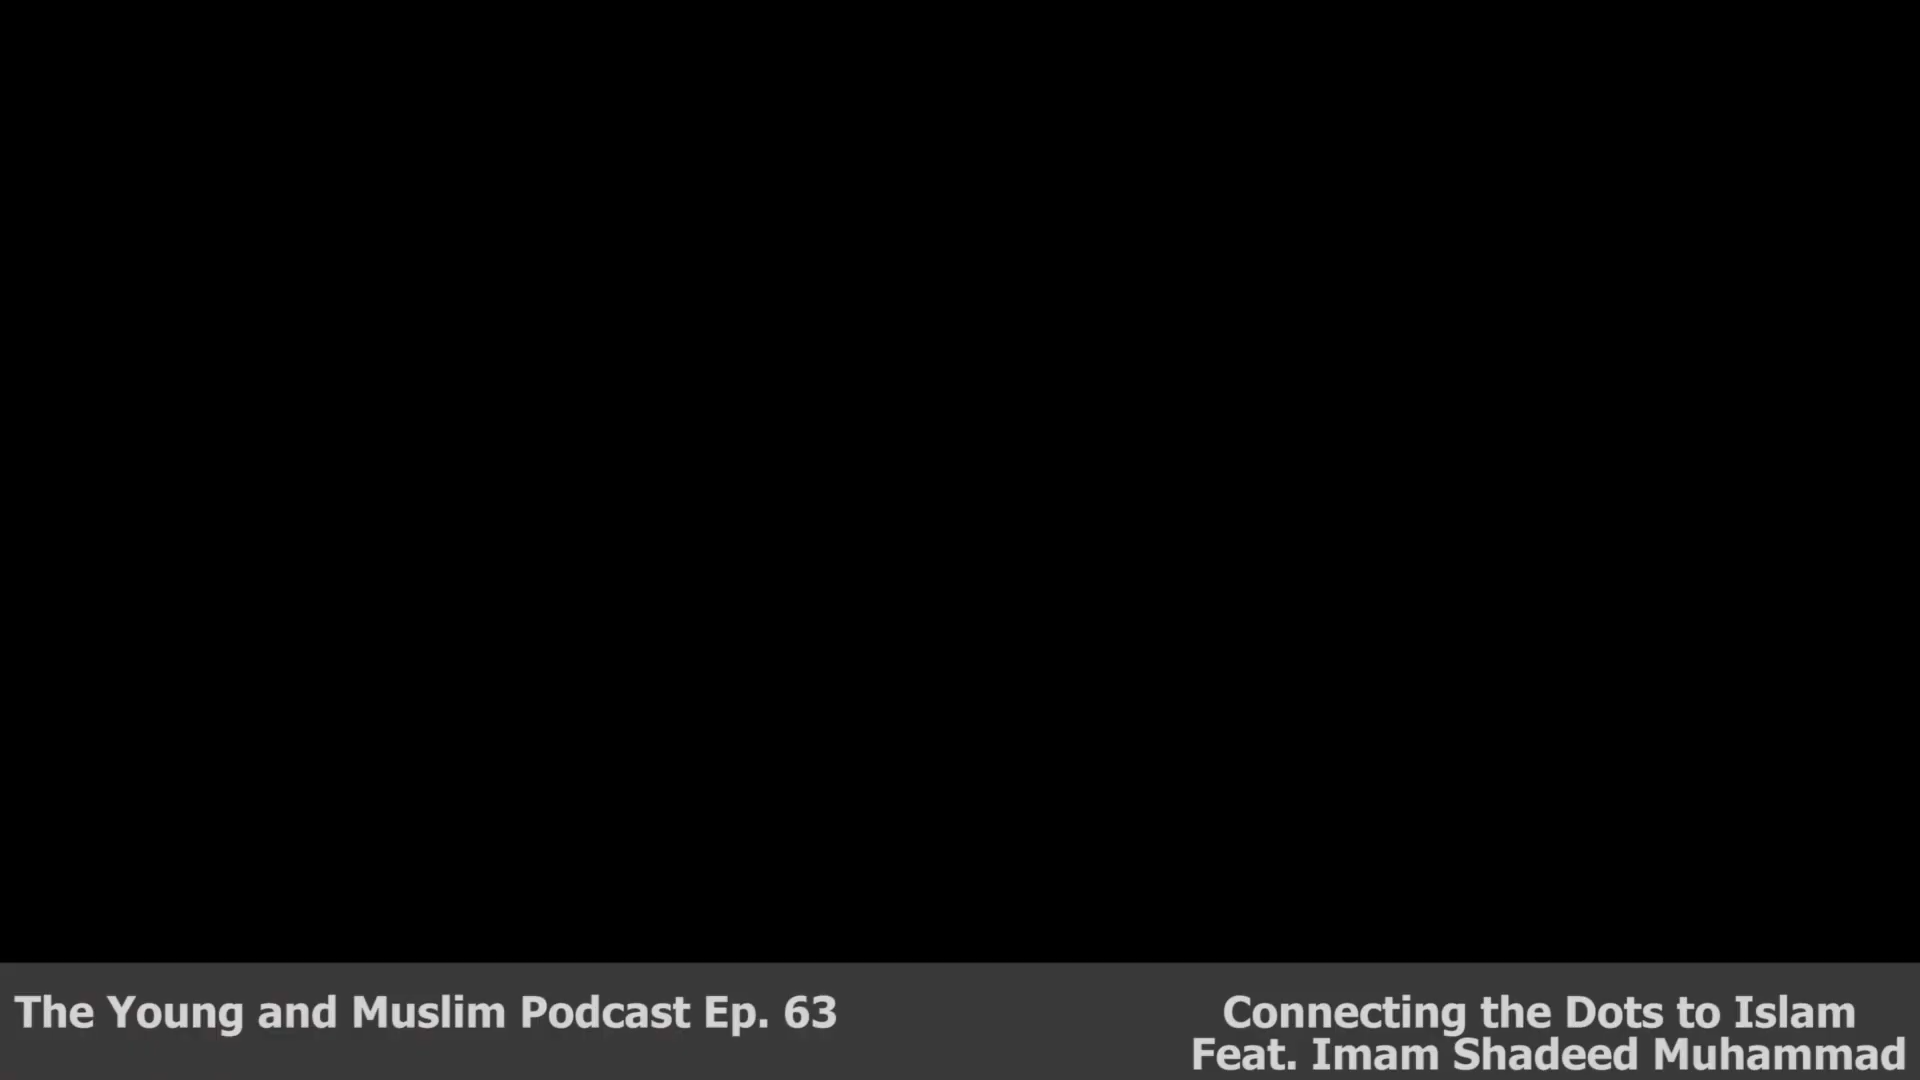 The Young and Muslim Podcast Ep. 63
Connecting the Dots to Islam
Feat. Imam Shadeed Muhammad